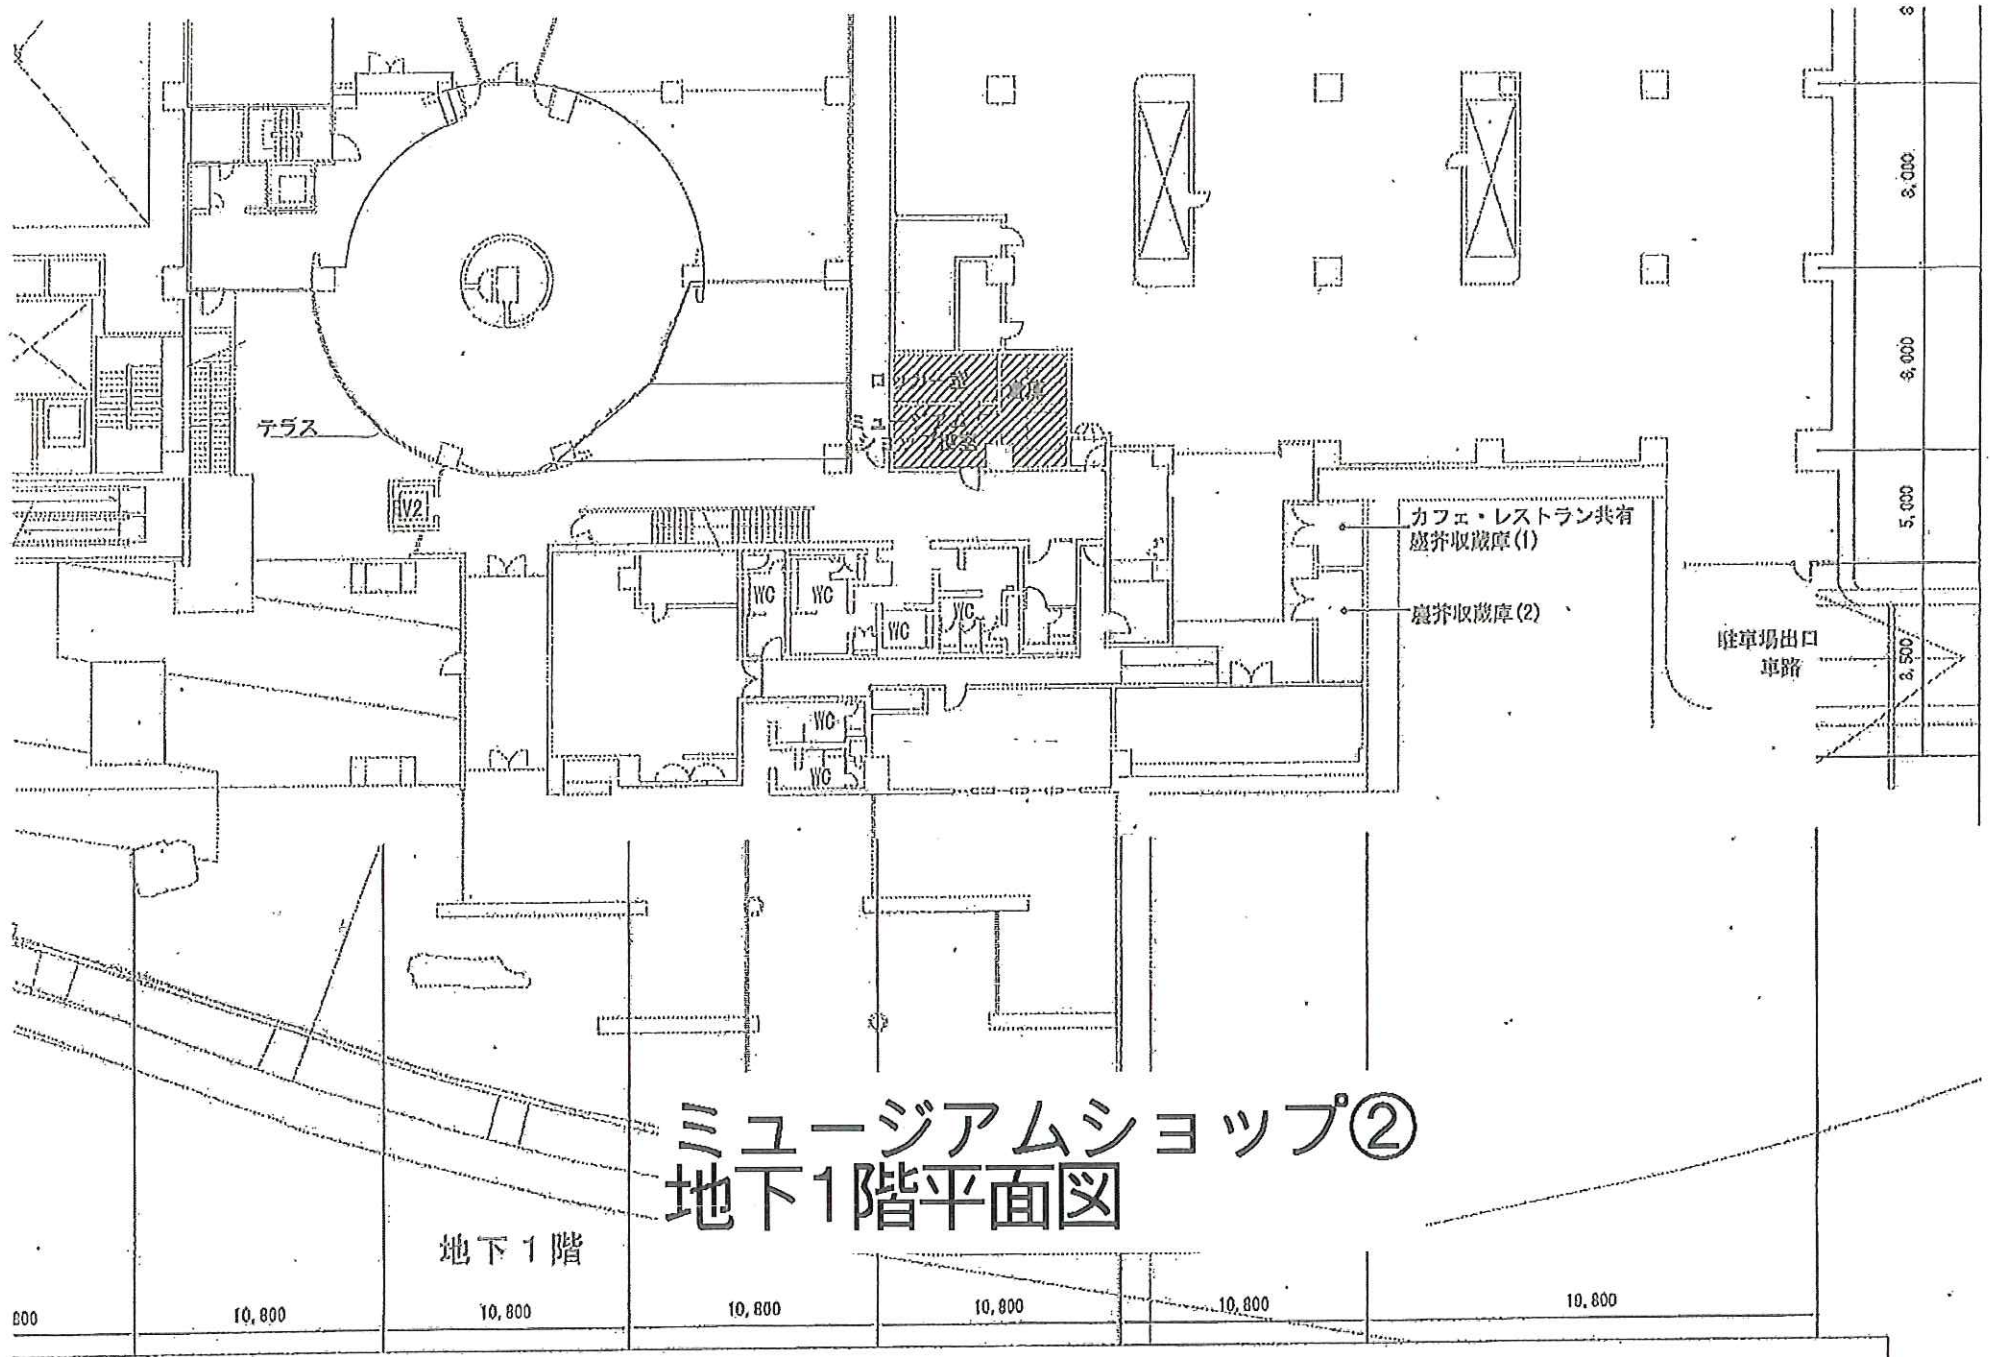 8,000
8,000
テラス
V2
5,000
カフェ・レストラン共有
塵芥収蔵庫(1)
WC
WC
WC
WC
塵芥収蔵庫(2)
駐車場出口
車路
2,500
WC
WC
ミュージアムショップ②
地下1階平面図
地下1階
800
10,800
10,800
10,800
10,800
10,800
10,800